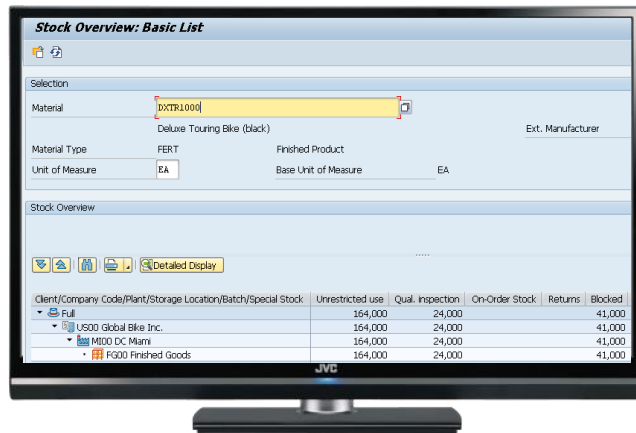 Stock Overview: Basic List
Selection
Material DXTR1000
Deluxe Touring Bike (black) Ext. Manufacturer
Material Type FERT Finished Product
Unit of Measure EA Base Unit of Measure EA
Stock Overview
Detailed Display
Client/Company Code/Plant/Storage Location/Batch/Special Stock Unrestricted use Qual. inspection On-Order Stock Returns Blocked
Full 164,000 24,000 41,000
US00 Global Bike Inc. 164,000 24,000 41,000
MI00 DC Miami 164,000 24,000 41,000
FG00 Finished Goods 164,000 24,000 41,000
JVC